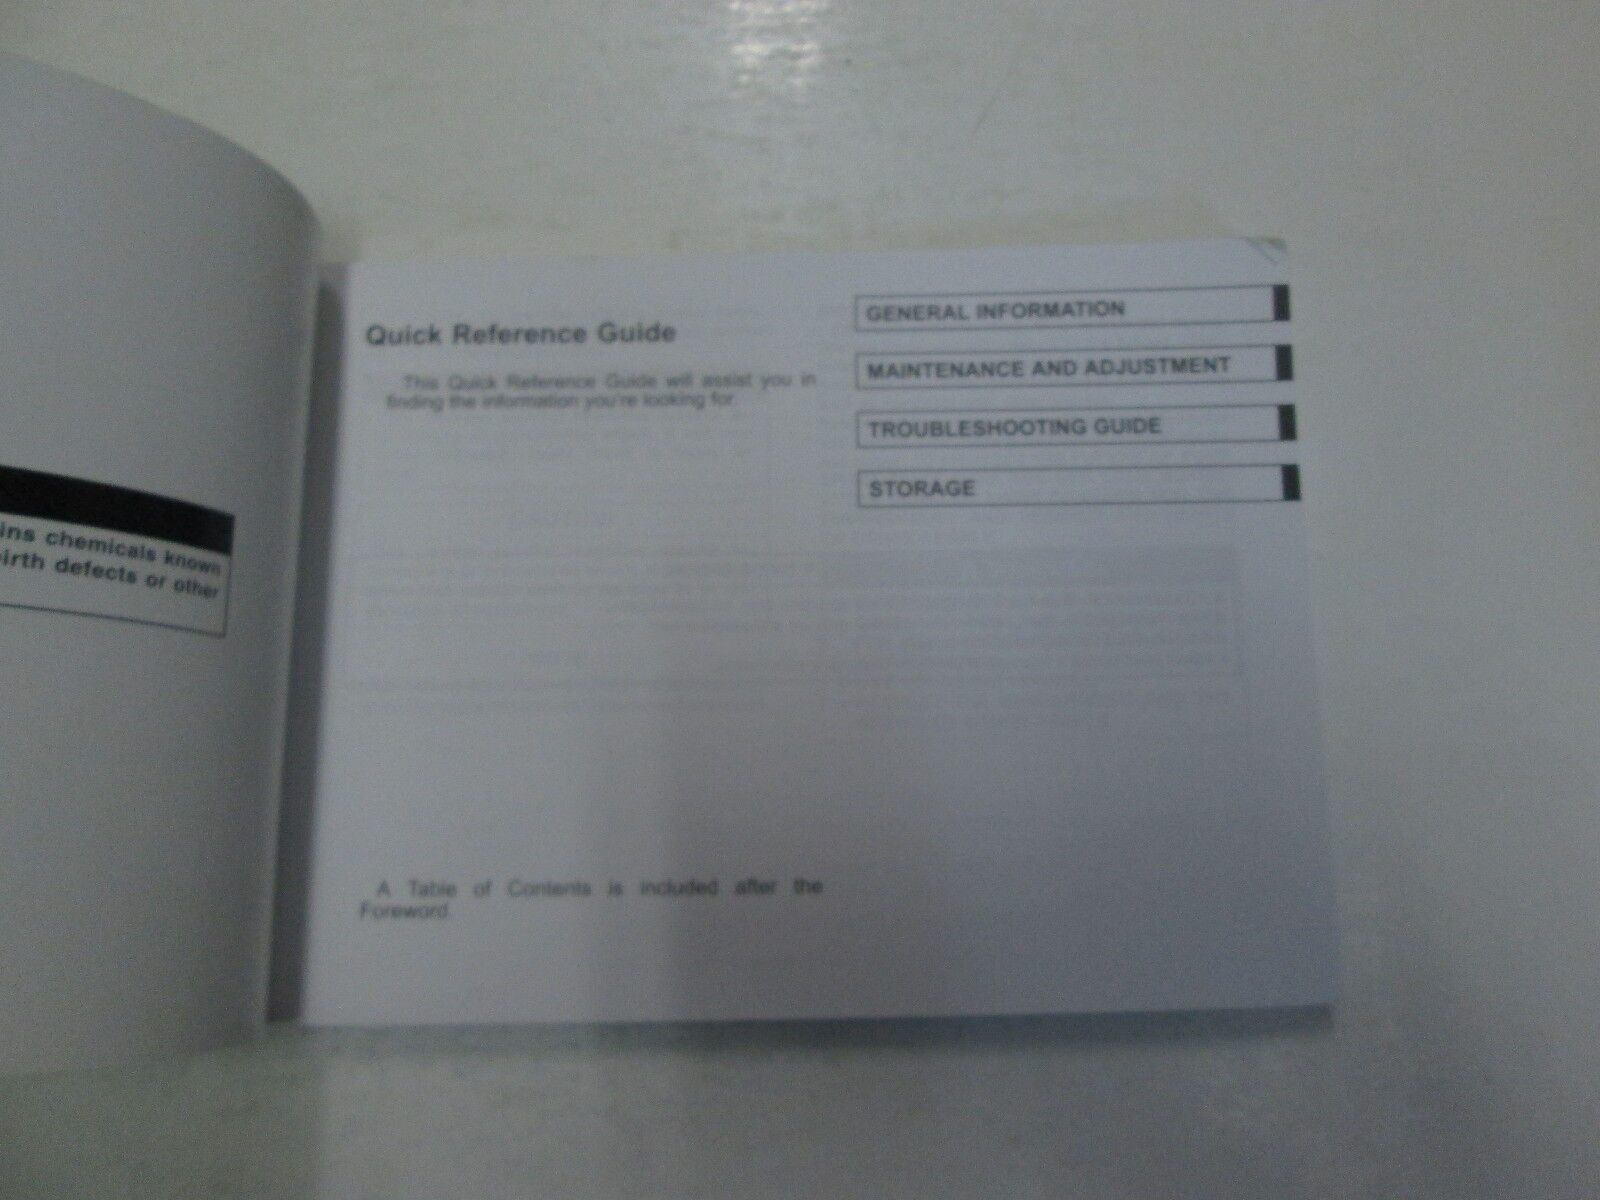 ins chemicals known
irth defects or other
Quick Reference Guide
This Quick Reference Guide will assist you in
finding the information you're looking for.
A Table of Contents is included after the
Foreword.
GENERAL INFORMATION
MAINTENANCE AND ADJUSTMENT
TROUBLESHOOTING GUIDE
STORAGE